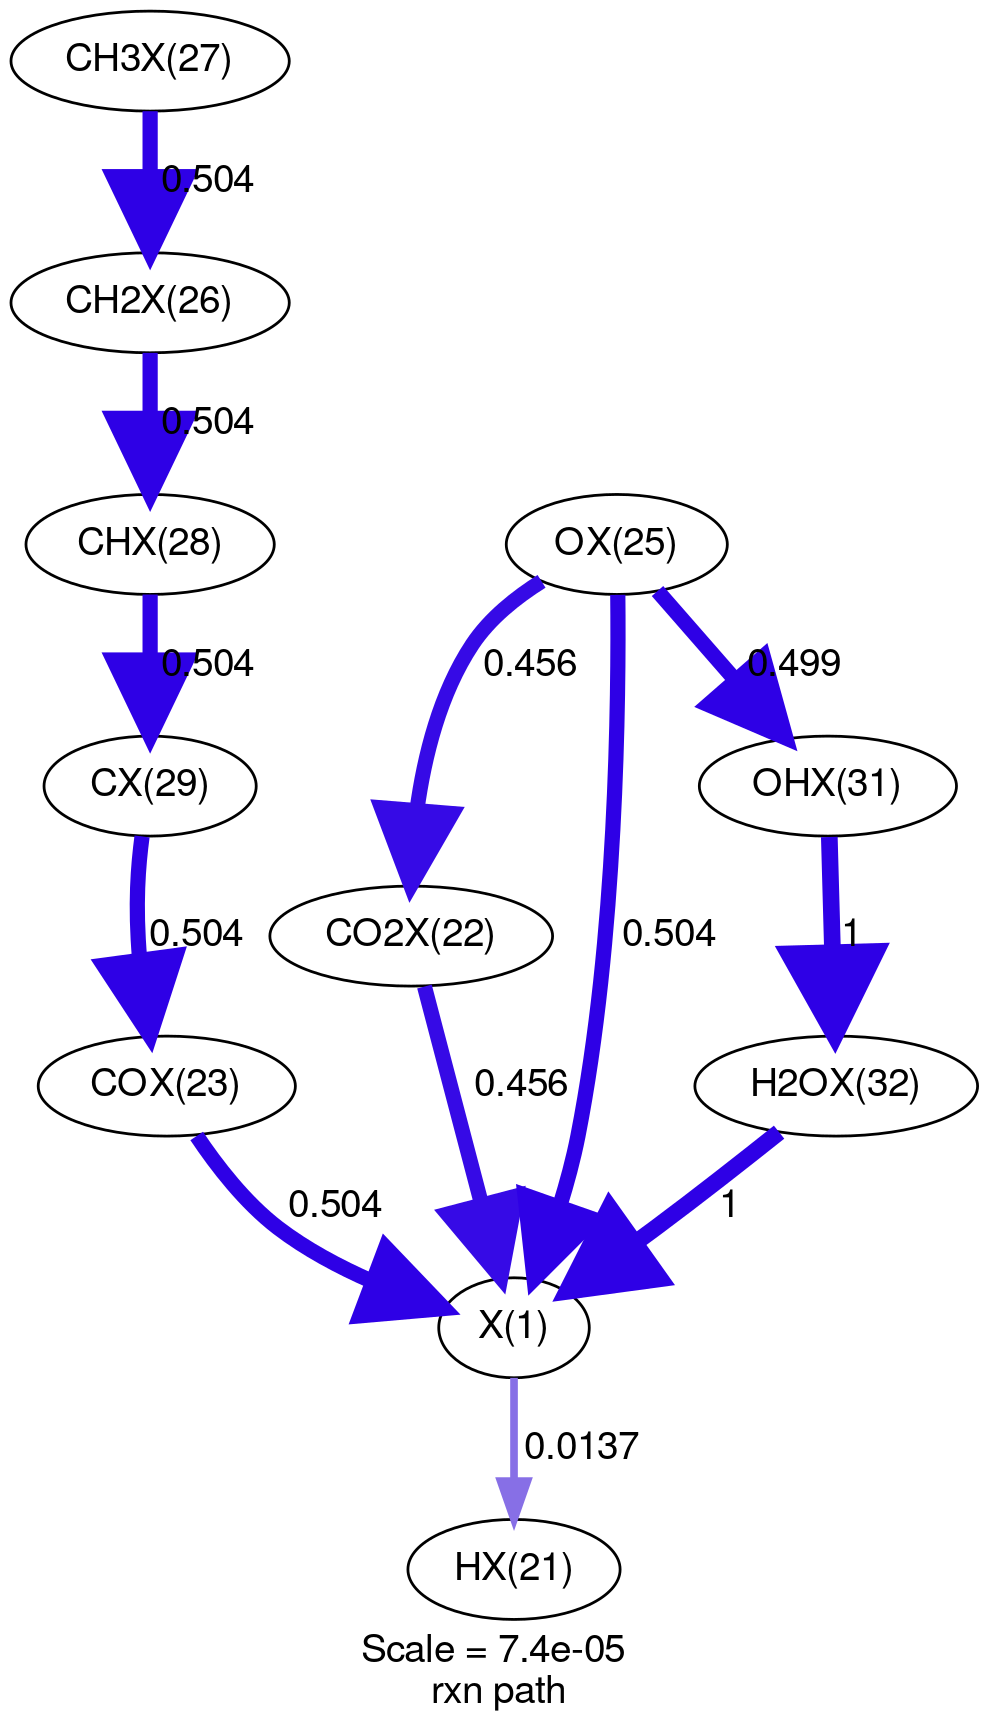 CH3X(27)
0.504
CH2X(26)
0.504
CHX(28)
OX(25)
0.504
0.456
0.499
CX(29)
OHX(31)
0.504
CO2X(22)
0.504
1
COX(23)
0.456
H2OX(32)
0.504
1
X(1)
0.0137
HX(21)
Scale = 7.4e-05
rxn path